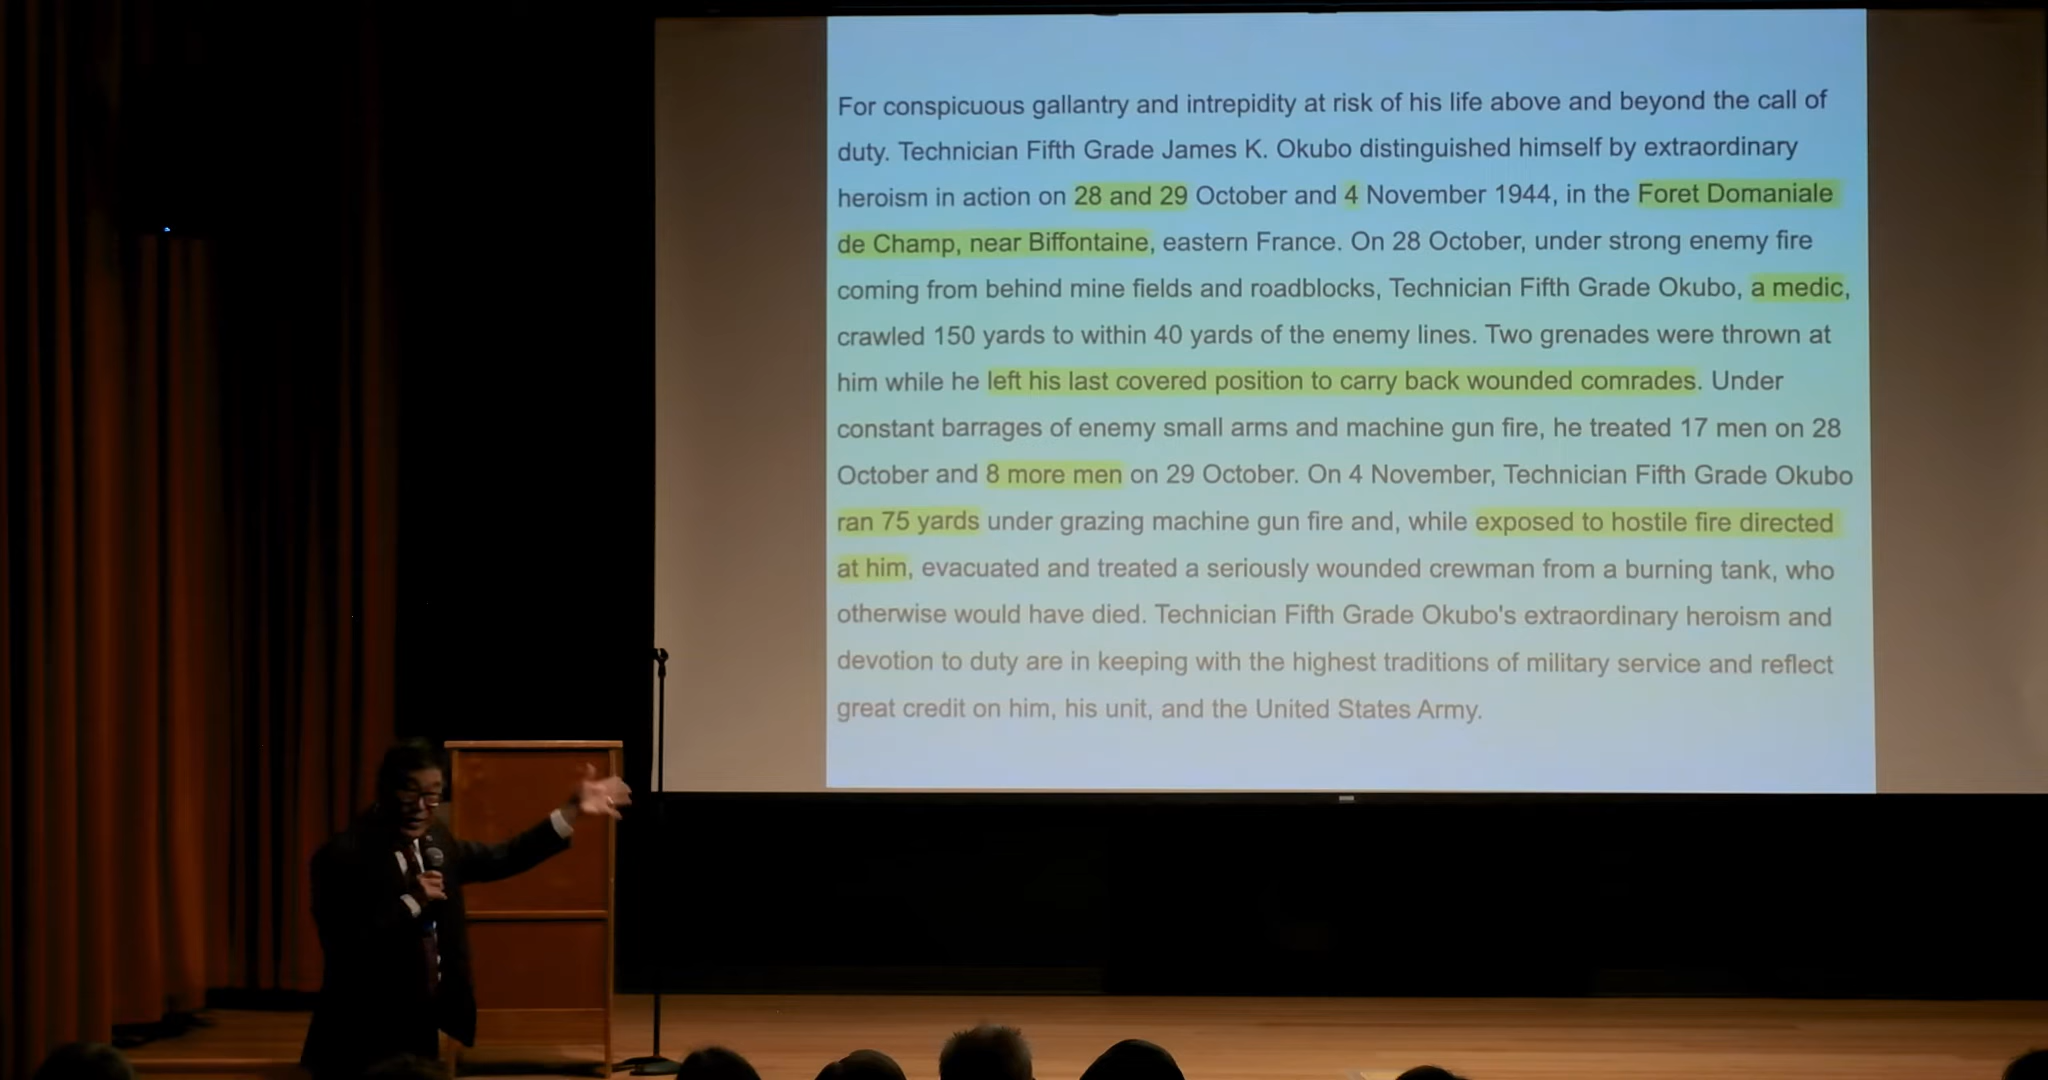 For conspicuous gallantry and intrepidity at risk of his life above and beyond the call of
duty. Technician Fifth Grade James K. Okubo distinguished himself by extraordinary
heroism in action on 28 and 29 October and 4 November 1944, in the Foret Domaniale
de Champ, near Biffontaine, eastern France. On 28 October, under strong enemy fire
coming from behind mine fields and roadblocks, Technician Fifth Grade Okubo, a medic,
crawled 150 yards to within 40 yards of the enemy lines. Two grenades were thrown at
him while he left his last covered position to carry back wounded comrades. Under
constant barrages of enemy small arms and machine gun fire, he treated 17 men on 28
October and 8 more men on 29 October. On 4 November, Technician Fifth Grade Okubo
ran 75 yards under grazing machine gun fire and, while exposed to hostile fire directed
at him, evacuated and treated a seriously wounded crewman from a burning tank, who
otherwise would have died. Technician Fifth Grade Okubo's extraordinary heroism and
devotion to duty are in keeping with the highest traditions of military service and reflect
great credit on him, his unit, and the United States Army.